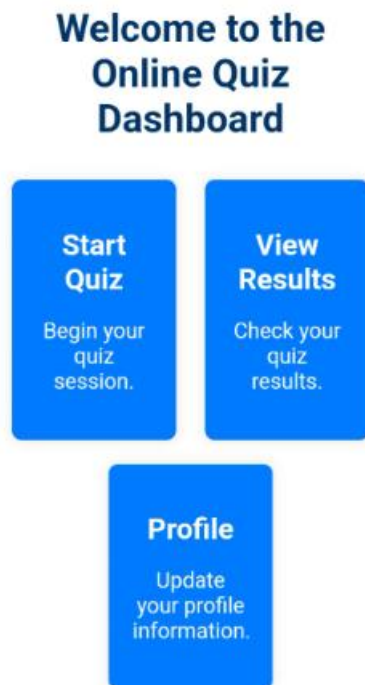 Welcome to the
Online Quiz
Dashboard
Start
Quiz
Begin your
quiz
session.
View
Results
Check your
quiz
results.
Profile
Update
your profile
information.